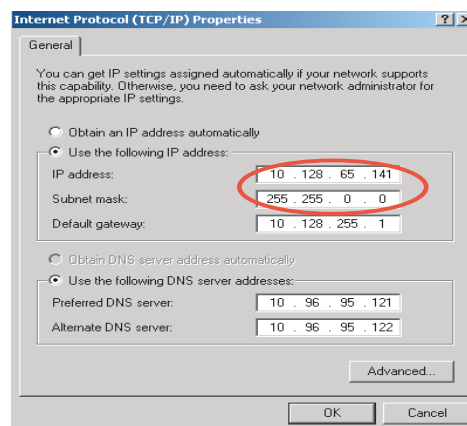 Internet Protocol (TCP/IP) Properties
General
You can get IP settings assigned automatically if your network supports
this capability. Otherwise, you need to ask your network administrator for
the appropriate IP settings.
Obtain an IP address automatically
Use the following IP address:
IP address: 10 . 128 . 65 . 141
Subnet mask: 255 . 255 . 0 . 0
Default gateway: 10 . 128 . 255 . 1
Obtain DNS server address automatically
Use the following DNS server addresses:
Preferred DNS server: 10 . 96 . 95 . 121
Alternate DNS server: 10 . 96 . 95 . 122
Advanced...
OK Cancel